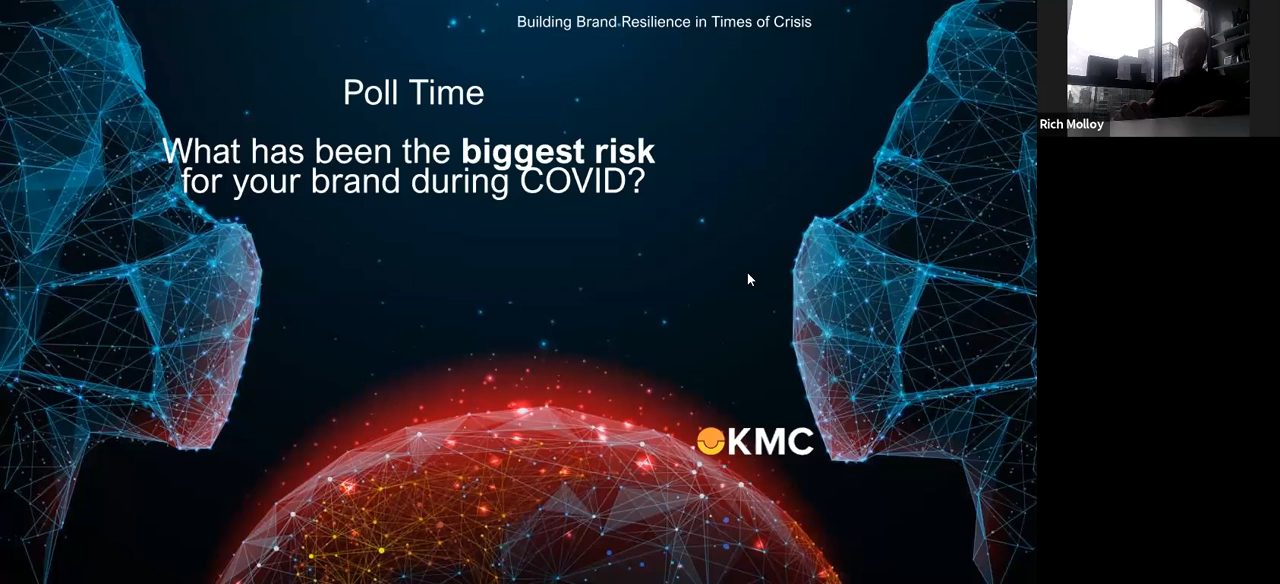 Building Brand Resilience in Times of Crisis
Poll Time
What has been the biggest risk
for your brand during COVID?
KMC
Rich Molloy